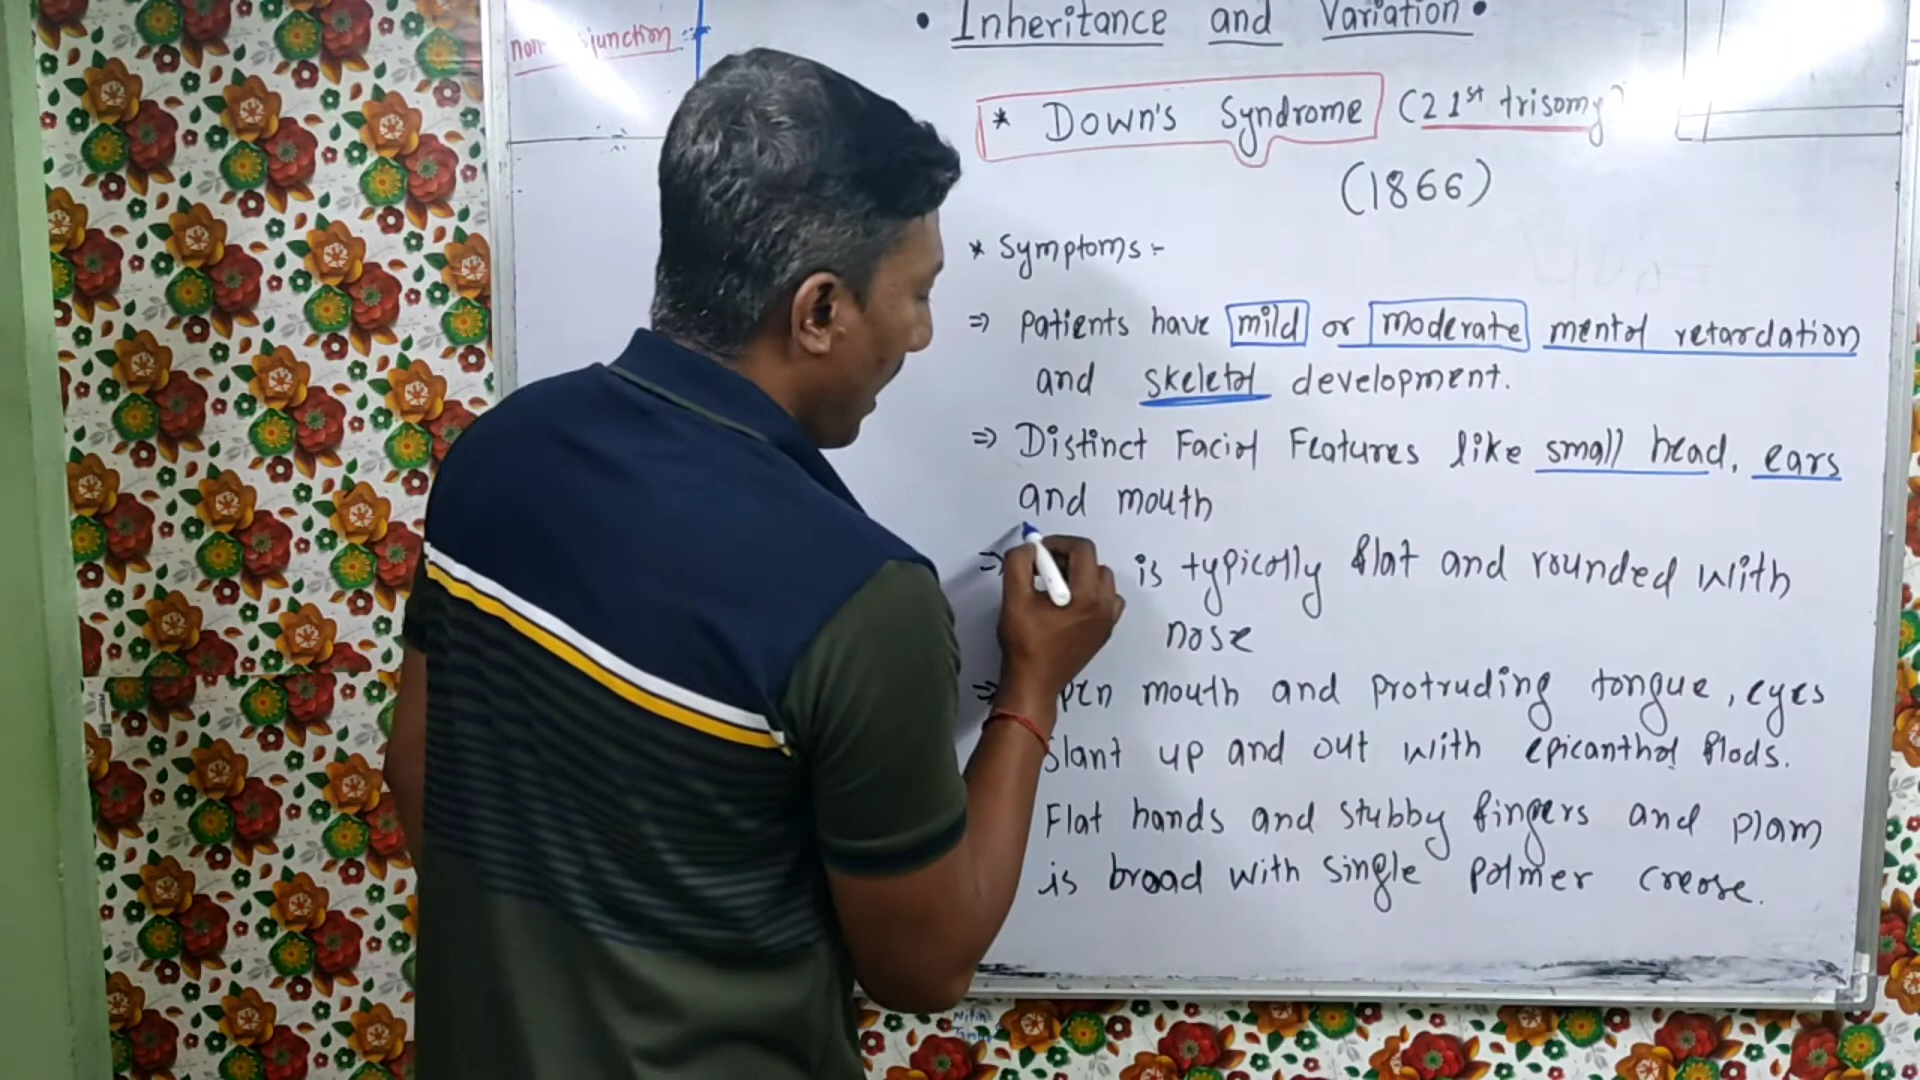 • Inheritance and Variation •
* Down's Syndrome (21st trisomy)
(1866)
* Symptoms :-
⇒ Patients have mild or Moderate mental retardation
and skeletal development.
⇒ Distinct Facial Features like small head, ears
and mouth
⇒ is typically flat and rounded with
nose
⇒ pen mouth and protruding tongue, eyes
slant up and out with epicanthal flods.
Flat hands and stubby fingers and plam
is broad with single palmer crease.